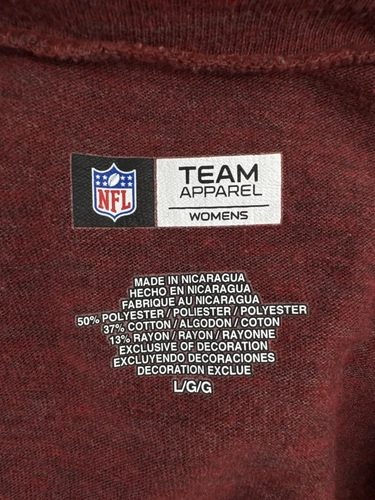 NFL
TEAM
APPAREL
WOMENS
MADE IN NICARAGUA
HECHO EN NICARAGUA
FABRIQUE AU NICARAGUA
50% POLYESTER / POLIESTER / POLYESTER
37% COTTON / ALGODON / COTON
13% RAYON / RAYON / RAYONNE
EXCLUSIVE OF DECORATION
EXCLUYENDO DECORACIONES
DECORATION EXCLUE
L/G/G